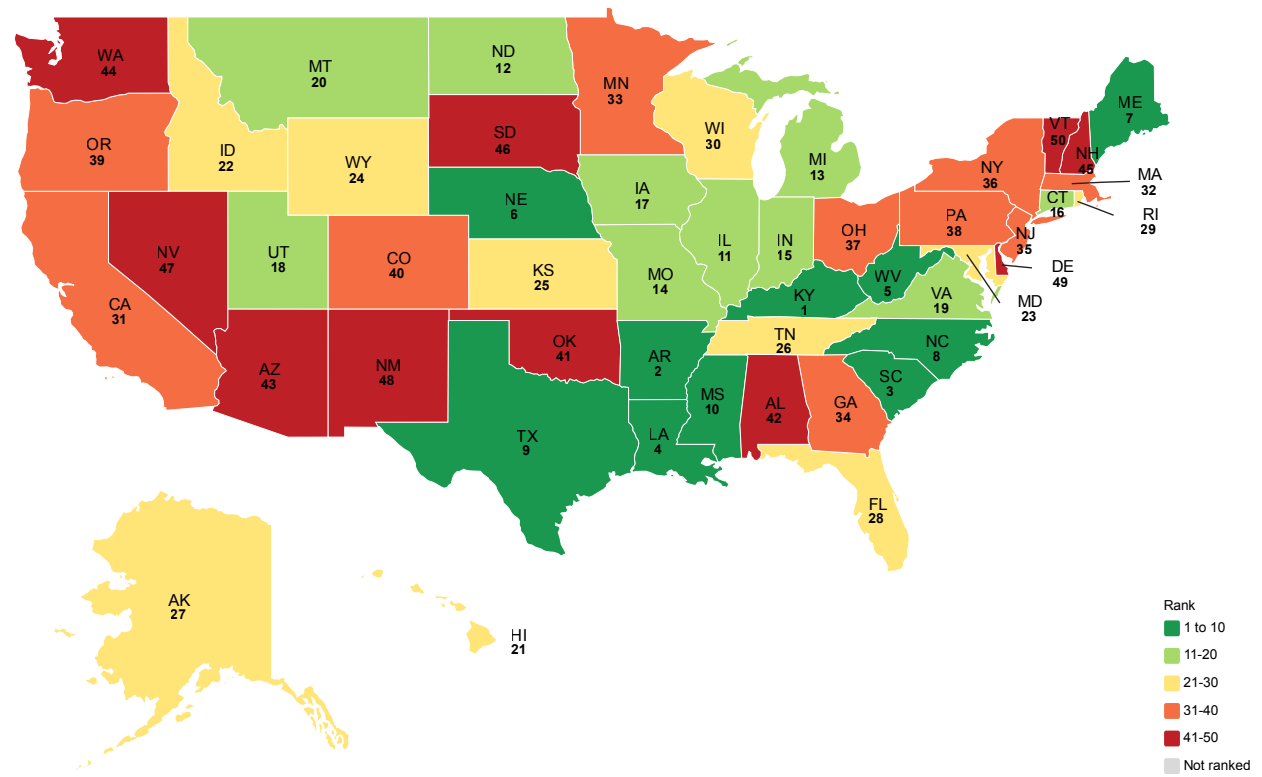 WA
44
MT
20
ND
12
MN
33
OR
39
ID
22
WY
24
SD
46
WI
30
MI
13
ME
7
VT
50
NH
45
NY
36
MA
32
CT
16
RI
29
NV
47
UT
18
CO
40
NE
6
IA
17
IL
11
IN
15
OH
37
PA
38
NJ
35
DE
49
MD
23
CA
31
KS
25
MO
14
KY
1
WV
5
VA
19
AZ
43
NM
48
OK
41
AR
2
TN
26
NC
8
SC
3
TX
9
LA
4
MS
10
AL
42
GA
34
FL
28
AK
27
HI
21
Rank
1 to 10
11-20
21-30
31-40
41-50
Not ranked